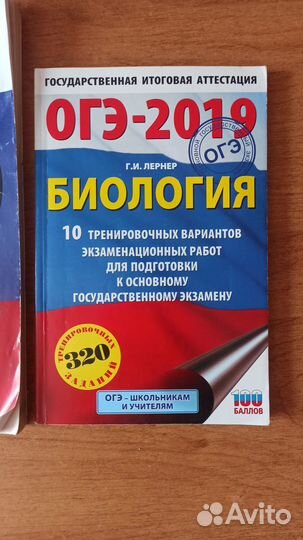 ГОСУДАРСТВЕННАЯ ИТОГОВАЯ АТТЕСТАЦИЯ
ОГЭ-2019
Г.И. ЛЕРНЕР
ОГЭ
БИОЛОГИЯ
10 ТРЕНИРОВОЧНЫХ ВАРИАНТОВ
ЭКЗАМЕНАЦИОННЫХ РАБОТ
ДЛЯ ПОДГОТОВКИ
К ОСНОВНОМУ
ГОСУДАРСТВЕННОМУ ЭКЗАМЕНУ
ТРЕНИРОВОЧНЫХ
320
ЗАДАНИЙ
ОГЭ – ШКОЛЬНИКАМ
И УЧИТЕЛЯМ
100
БАЛЛОВ
Avito